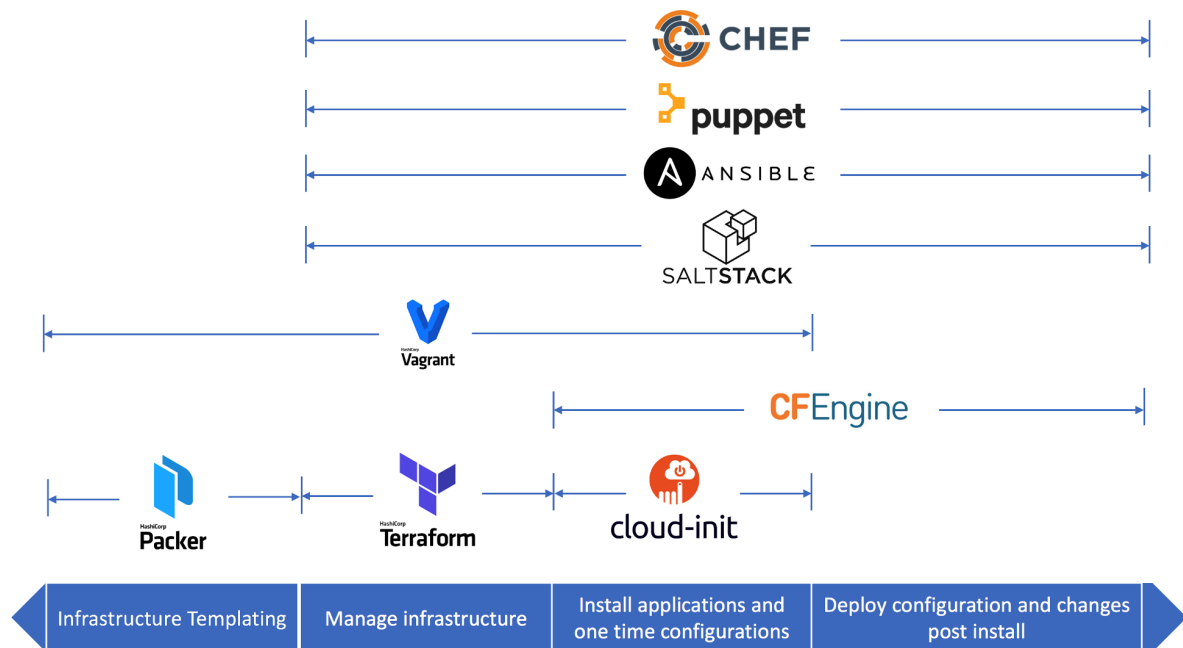 CHEF
puppet
ANSIBLE
SALTSTACK
HashiCorp
Vagrant
CFEngine
HashiCorp
Packer
HashiCorp
Terraform
cloud-init
Infrastructure Templating
Manage infrastructure
Install applications and
one time configurations
Deploy configuration and changes
post install